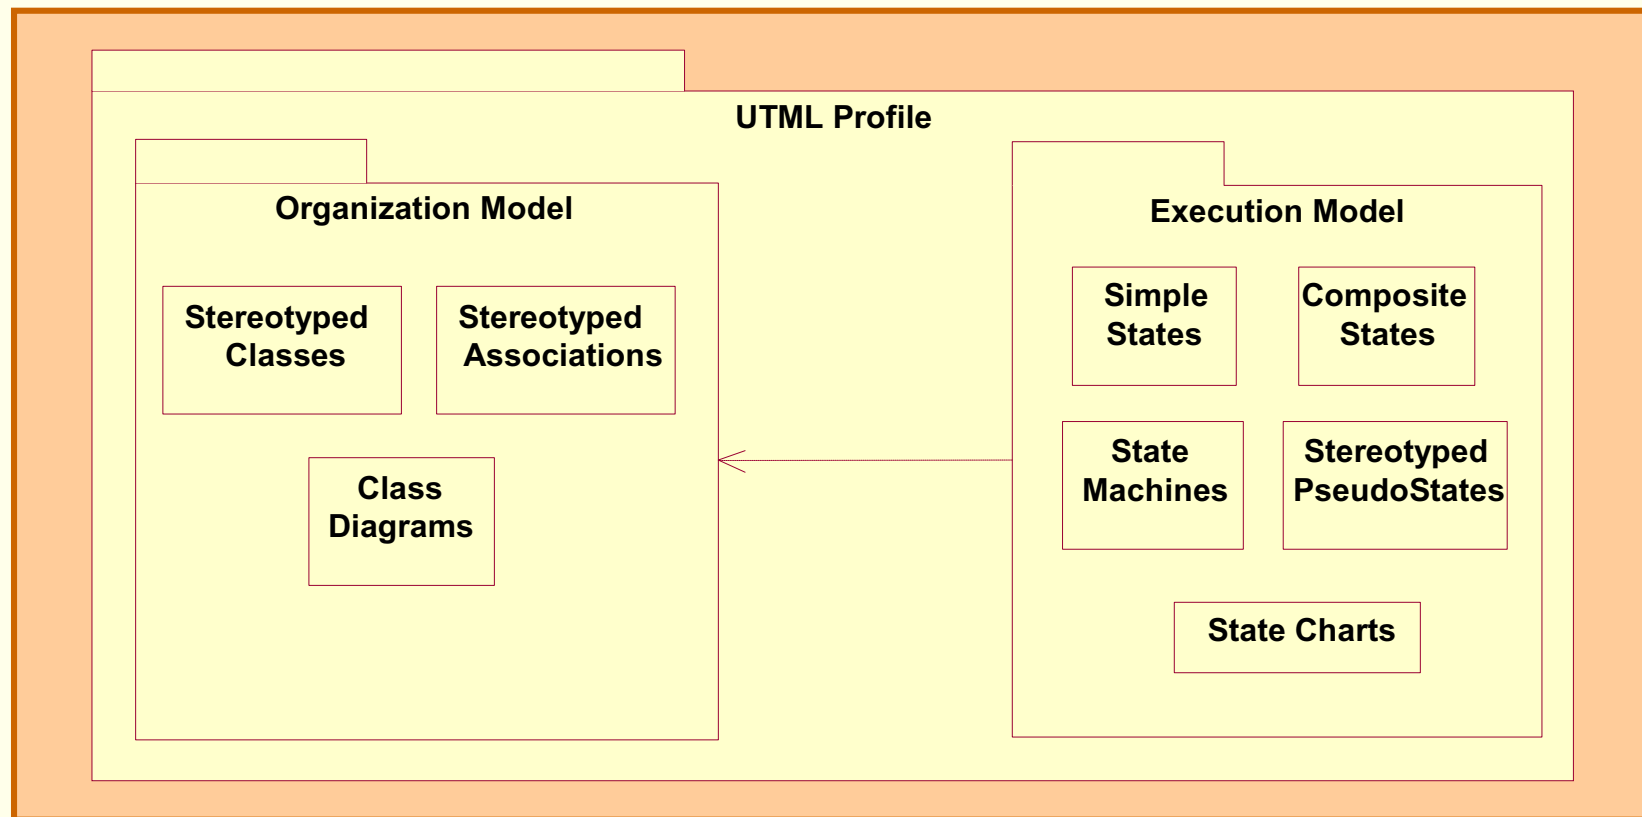 UTML Profile
Organization Model
Stereotyped
Classes
Stereotyped
Associations
Class
Diagrams
Execution Model
Simple
States
Composite
States
State
Machines
Stereotyped
PseudoStates
State Charts